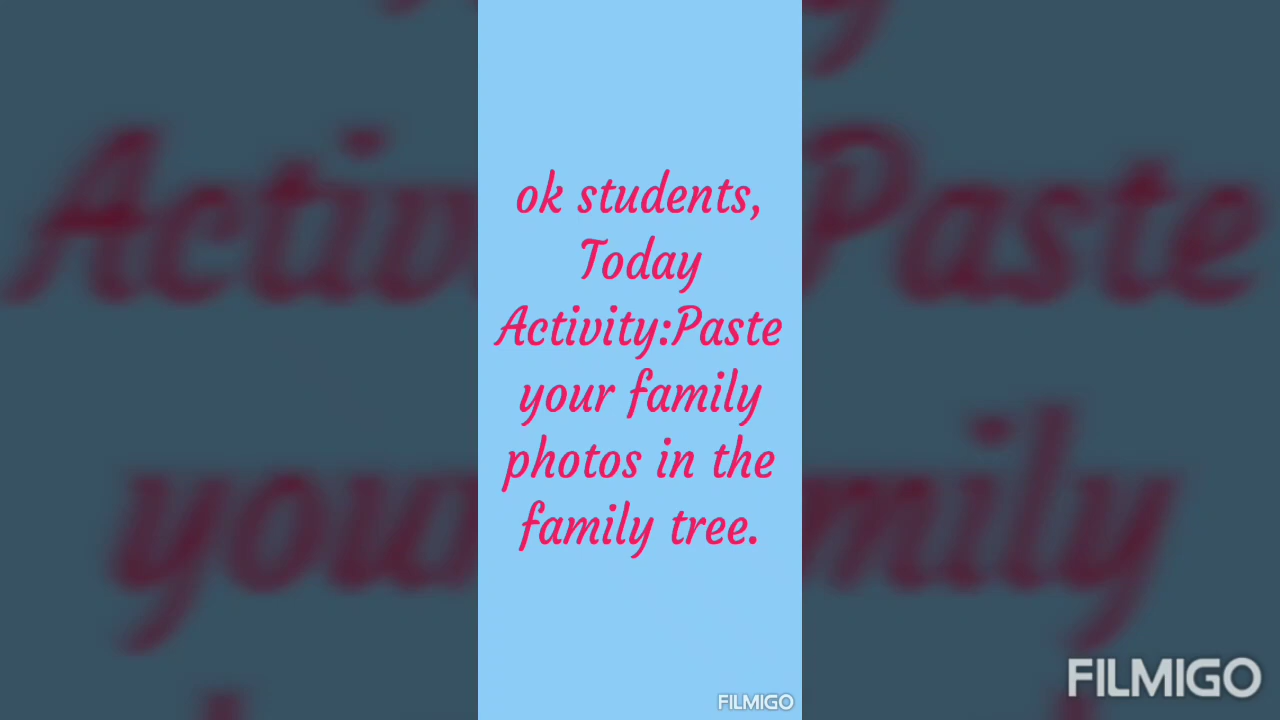 ok students,
Today
Activity:Paste
your family
photos in the
family tree.
FILMIGO
FILMIGO